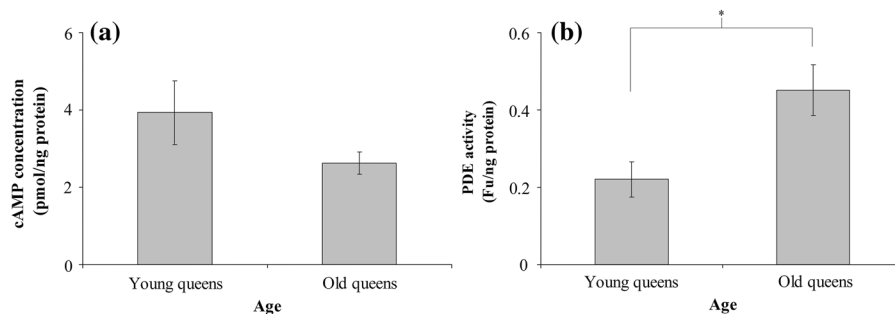 (a)
cAMP concentration
(pmol/ng protein)
6
4
2
0
Young queens
Old queens
Age
(b)
*
PDE activity
(Fu/ng protein)
0.6
0.4
0.2
0
Young queens
Old queens
Age